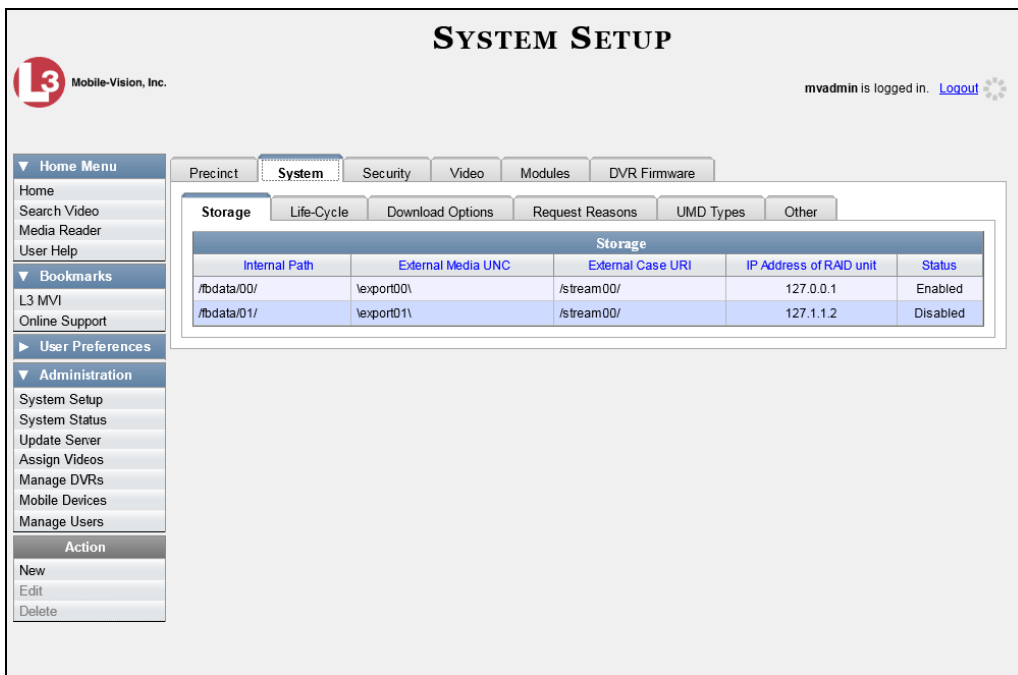 SYSTEM SETUP
L3 Mobile-Vision, Inc.
mvadmin is logged in. Logout
▼ Home Menu
Home
Search Video
Media Reader
User Help
▼ Bookmarks
L3 MVI
Online Support
► User Preferences
▼ Administration
System Setup
System Status
Update Server
Assign Videos
Manage DVRs
Mobile Devices
Manage Users
Action
New
Edit
Delete
Precinct System Security Video Modules DVR Firmware
Storage Life-Cycle Download Options Request Reasons UMD Types Other
Storage
Internal Path External Media UNC External Case URI IP Address of RAID unit Status
/fbdata/00/ \export00\ /stream00/ 127.0.0.1 Enabled
/fbdata/01/ \export01\ /stream00/ 127.1.1.2 Disabled